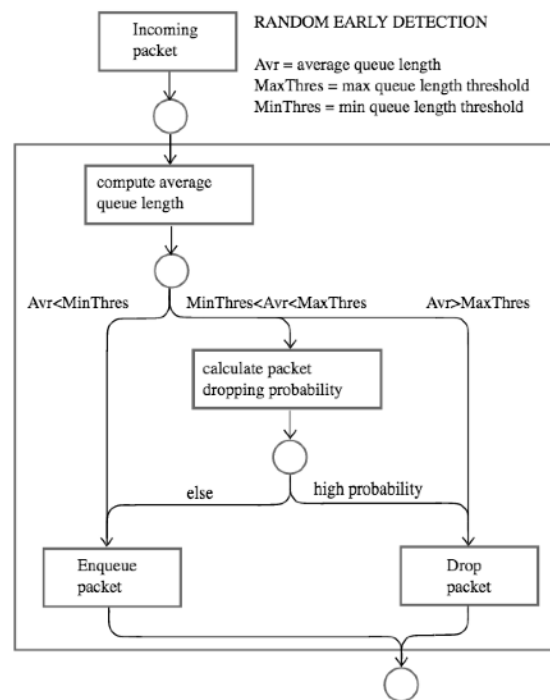 Incoming
packet
RANDOM EARLY DETECTION
Avr = average queue length
MaxThres = max queue length threshold
MinThres = min queue length threshold
compute average
queue length
Avr<MinThres
MinThres<Avr<MaxThres
Avr>MaxThres
calculate packet
dropping probability
else
high probability
Enqueue
packet
Drop
packet